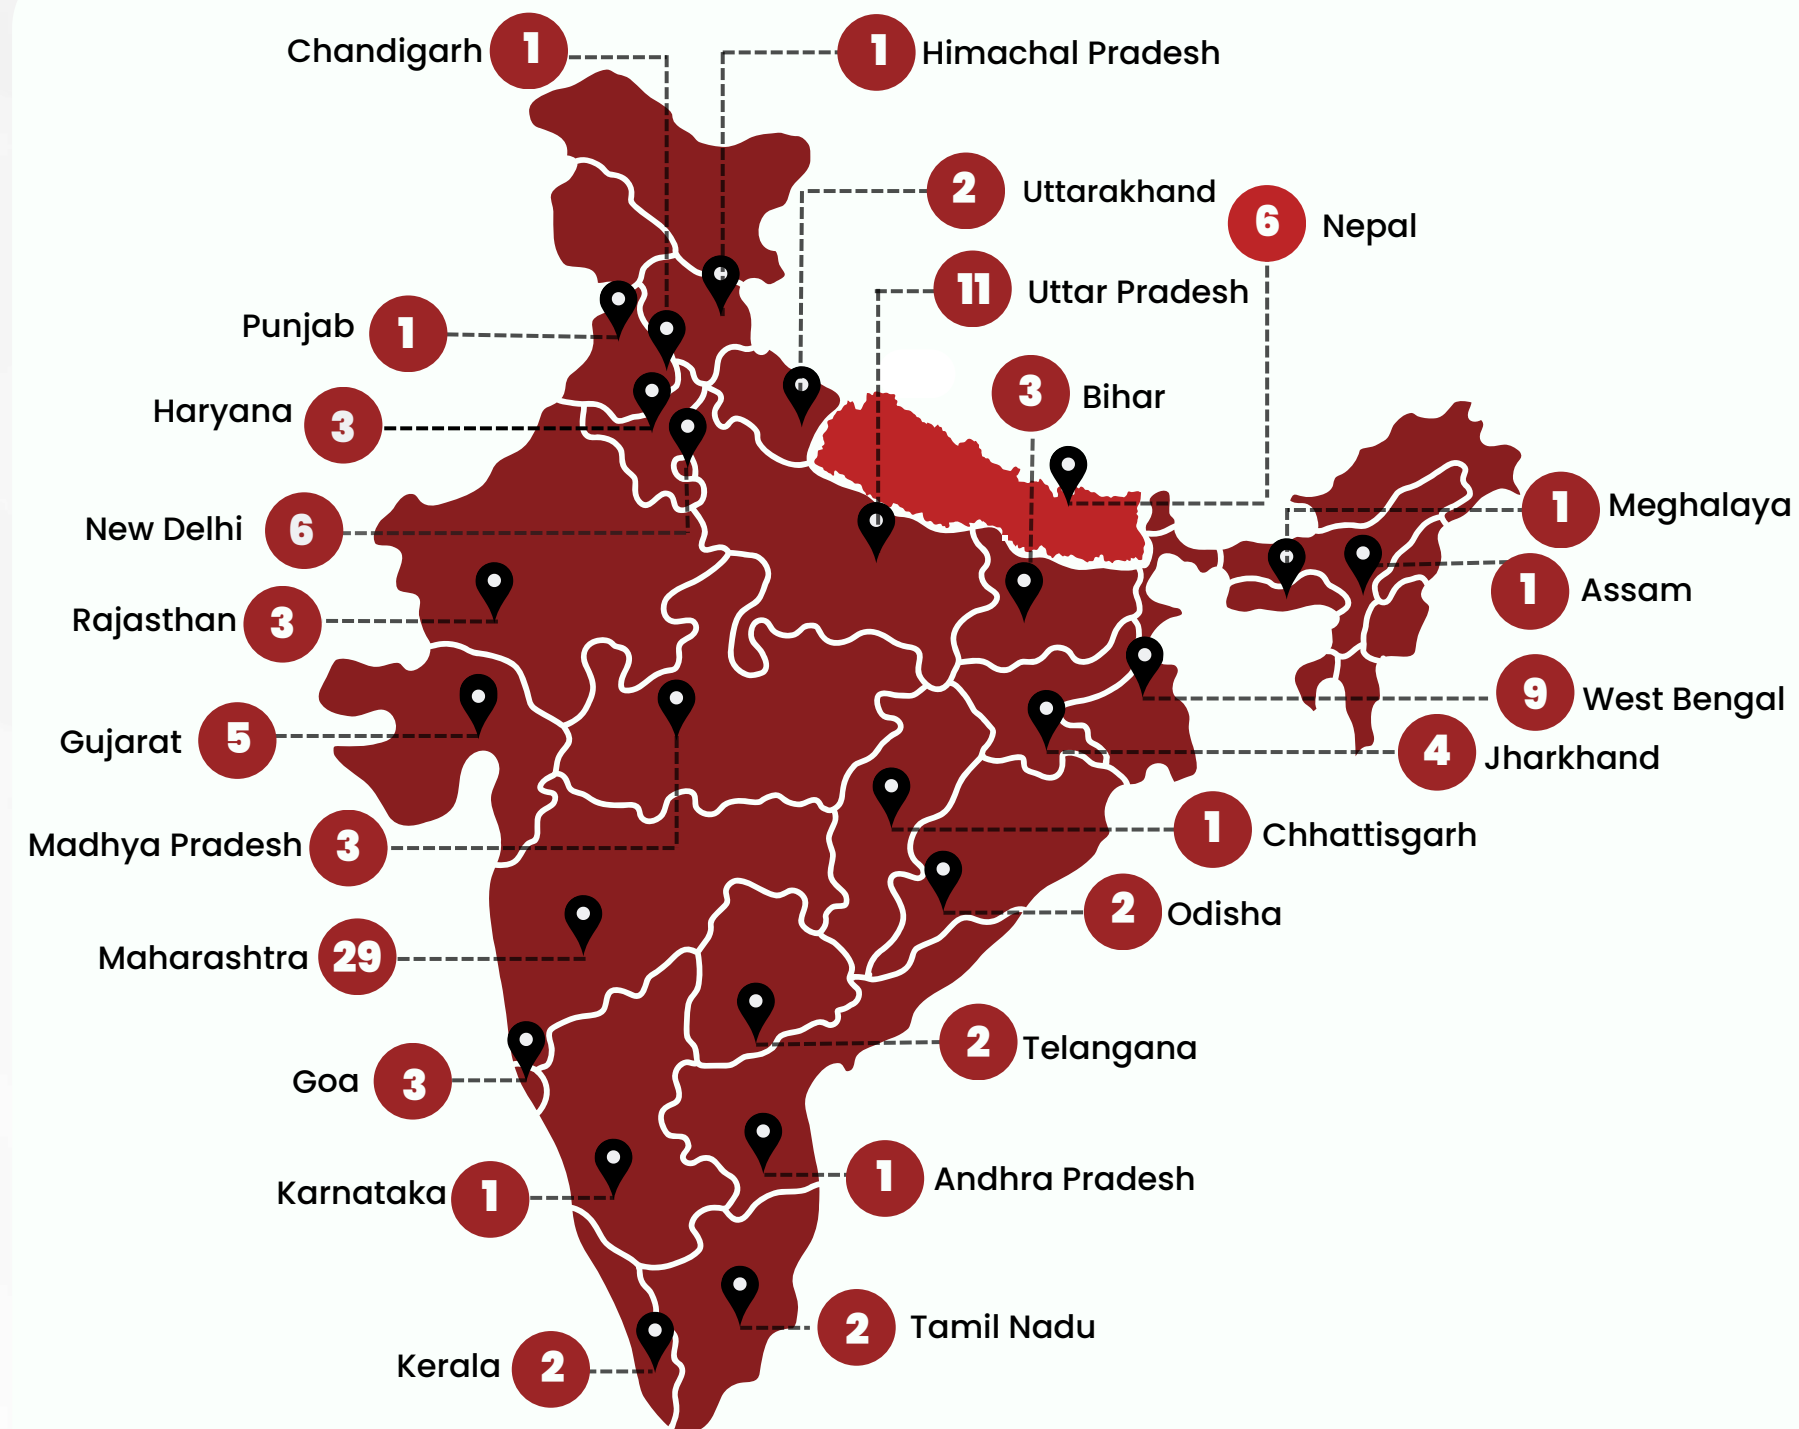 Chandigarh 1
1 Himachal Pradesh
2 Uttarakhand
6 Nepal
11 Uttar Pradesh
Punjab 1
3 Bihar
Haryana 3
1 Meghalaya
New Delhi 6
1 Assam
Rajasthan 3
9 West Bengal
Gujarat 5
4 Jharkhand
1 Chhattisgarh
Madhya Pradesh 3
2 Odisha
Maharashtra 29
2 Telangana
Goa 3
1 Andhra Pradesh
Karnataka 1
2 Tamil Nadu
Kerala 2